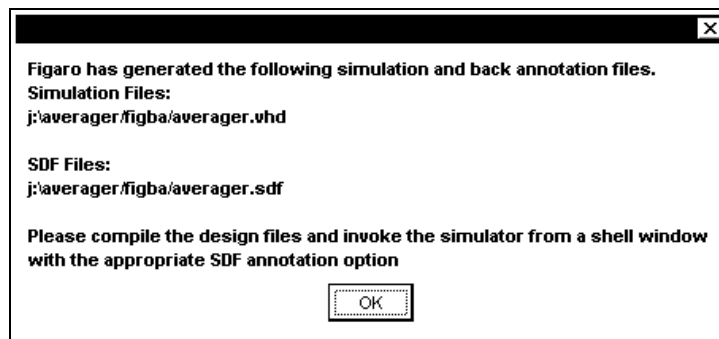 Figaro has generated the following simulation and back annotation files.
Simulation Files:
j:\averager/figba/averager.vhd
SDF Files:
j:\averager/figba/averager.sdf
Please compile the design files and invoke the simulator from a shell window
with the appropriate SDF annotation option
OK